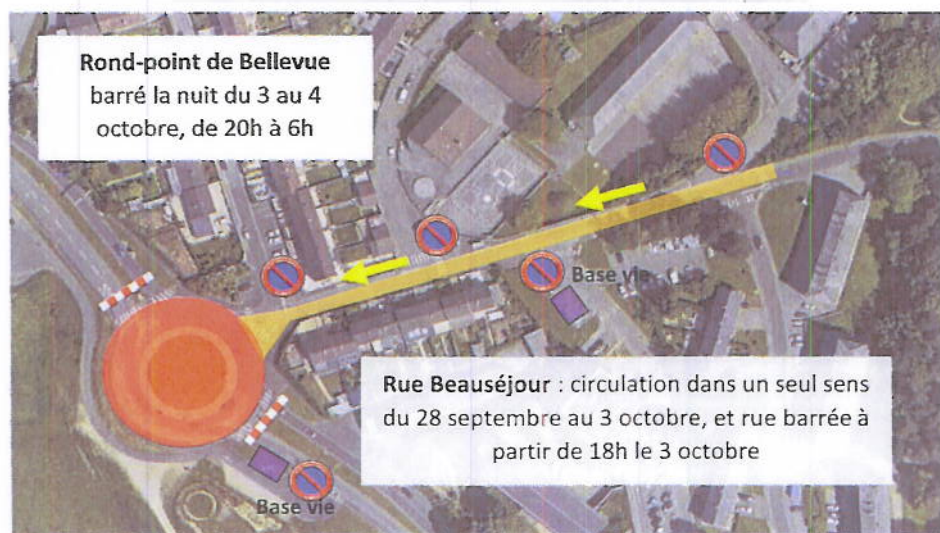 Rond-point de Bellevue
barré la nuit du 3 au 4
octobre, de 20h à 6h
Base vie
Rue Beauséjour : circulation dans un seul sens
du 28 septembre au 3 octobre, et rue barrée à
partir de 18h le 3 octobre
Base vie